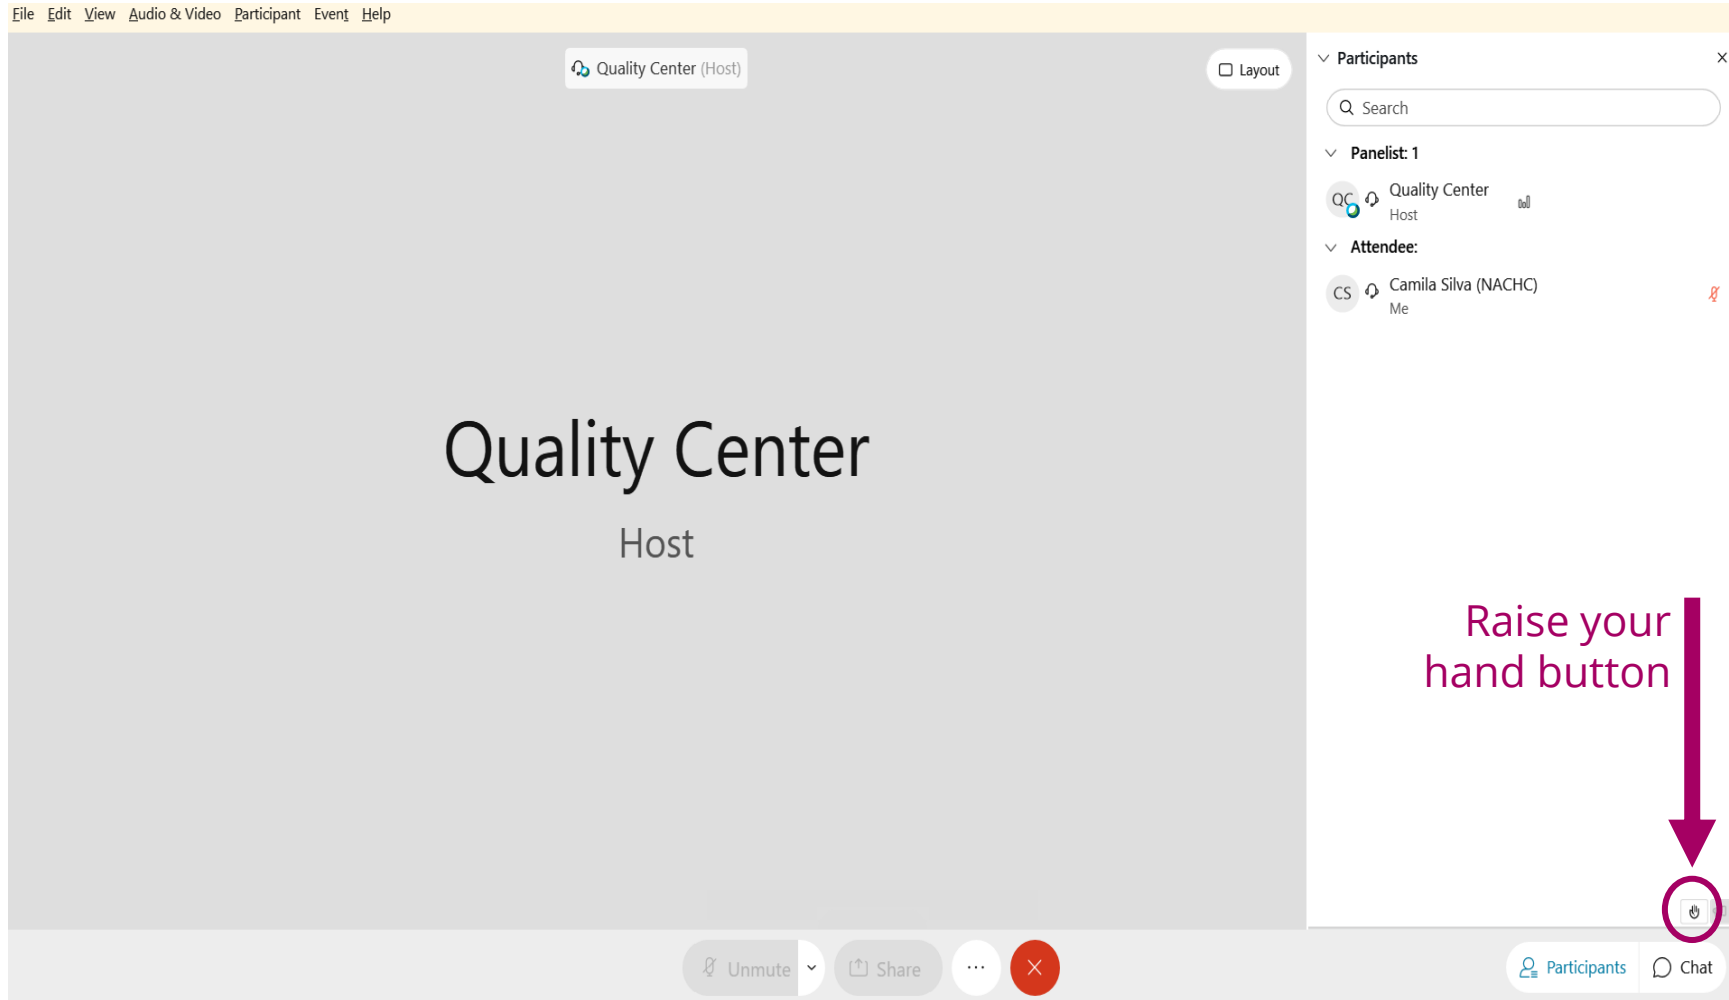 File Edit View Audio & Video Participant Event Help
Quality Center (Host)
Layout
Participants
Search
Panelist: 1
QC
Quality Center
Host
Attendee:
CS
Camila Silva (NACHC)
Me
Quality Center
Host
Raise your
hand button
Unmute
Share
Participants
Chat